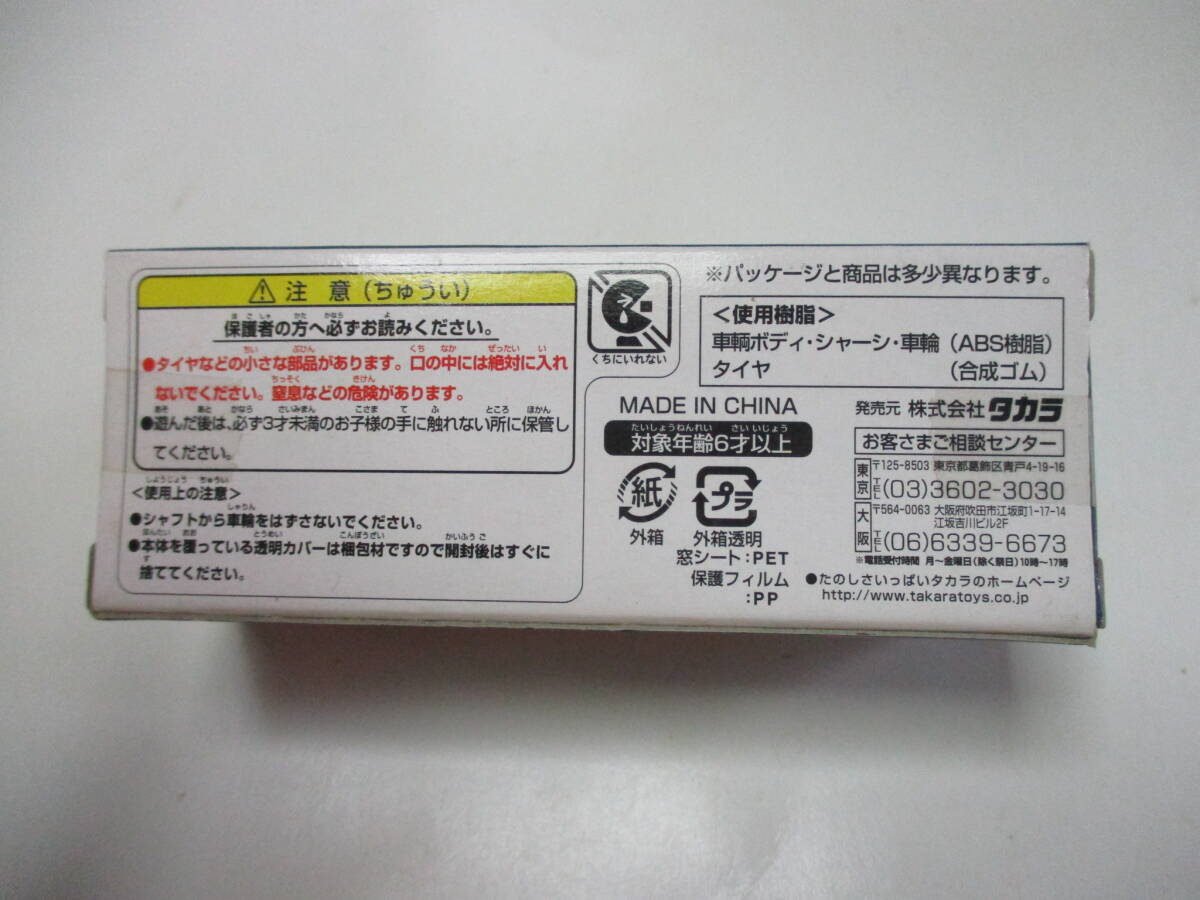 ⚠ 注 意（ちゅうい）
保護者の方へ必ずお読みください。
●タイヤなどの小さな部品があります。口の中には絶対に入れ
ないでください。窒息などの危険があります。
●遊んだ後は、必ず3才未満のお子様の手に触れない所に保管し
てください。
＜使用上の注意＞
●シャフトから車輪をはずさないでください。
●本体を覆っている透明カバーは梱包材ですので開封後はすぐに
捨ててください。
くちにいれない
※パッケージと商品は多少異なります。
＜使用樹脂＞
車輌ボディ・シャーシ・車輪（ABS樹脂）
タイヤ （合成ゴム）
MADE IN CHINA
対象年齢6才以上
紙
外箱
プラ
外箱透明
窓シート：PET
保護フィルム
：PP
発売元 株式会社タカラ
お客さまご相談センター
東京 〒125-8503 東京都葛飾区青戸4-19-16
TEL (03)3602-3030
大阪 〒564-0063 大阪府吹田市江坂町1-17-14
江坂吉川ビル2F
TEL (06)6339-6673
※電話受付時間 月〜金曜日（除く祭日）10時〜17時
●たのしさいっぱいタカラのホームページ
http://www.takaratoys.co.jp